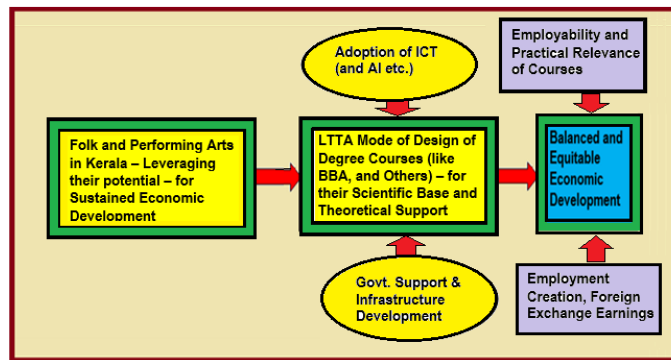 Adoption of ICT
(and AI etc.)
Employability and
Practical Relevance
of Courses
Folk and Performing Arts
in Kerala – Leveraging
their potential – for
Sustained Economic
Development
LTTA Mode of Design of
Degree Courses (like
BBA, and Others) – for
their Scientific Base and
Theoretical Support
Balanced and
Equitable
Economic
Development
Govt. Support &
Infrastructure
Development
Employment
Creation, Foreign
Exchange Earnings